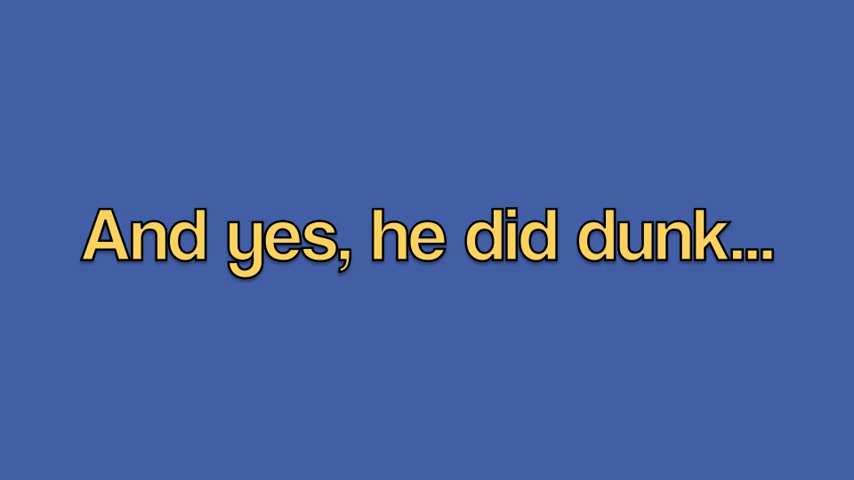 And yes, he did dunk...